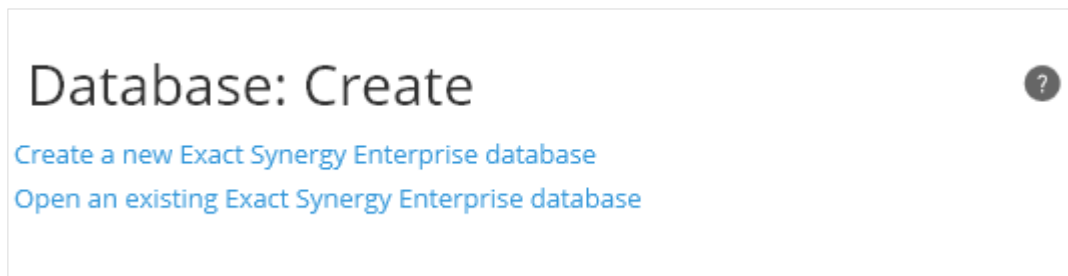 Database: Create
?
Create a new Exact Synergy Enterprise database
Open an existing Exact Synergy Enterprise database